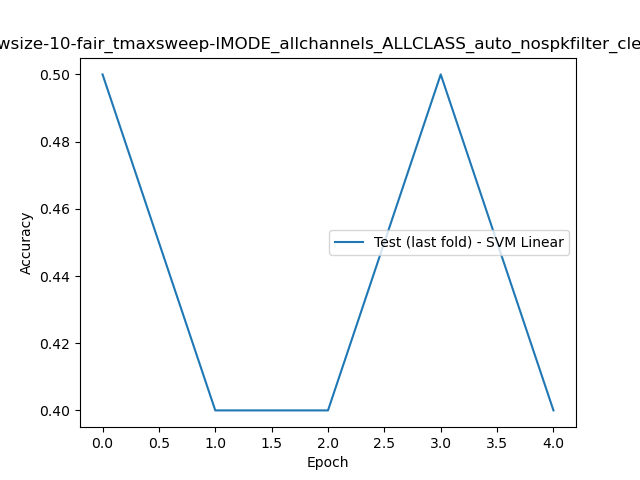 wsize-10-fair_tmaxsweep-IMODE_allchannels_ALLCLASS_auto_nospkfilter_cle
0.50
0.48
0.46
0.44
0.42
0.40
Accuracy
Test (last fold) - SVM Linear
0.0 0.5 1.0 1.5 2.0 2.5 3.0 3.5 4.0
Epoch